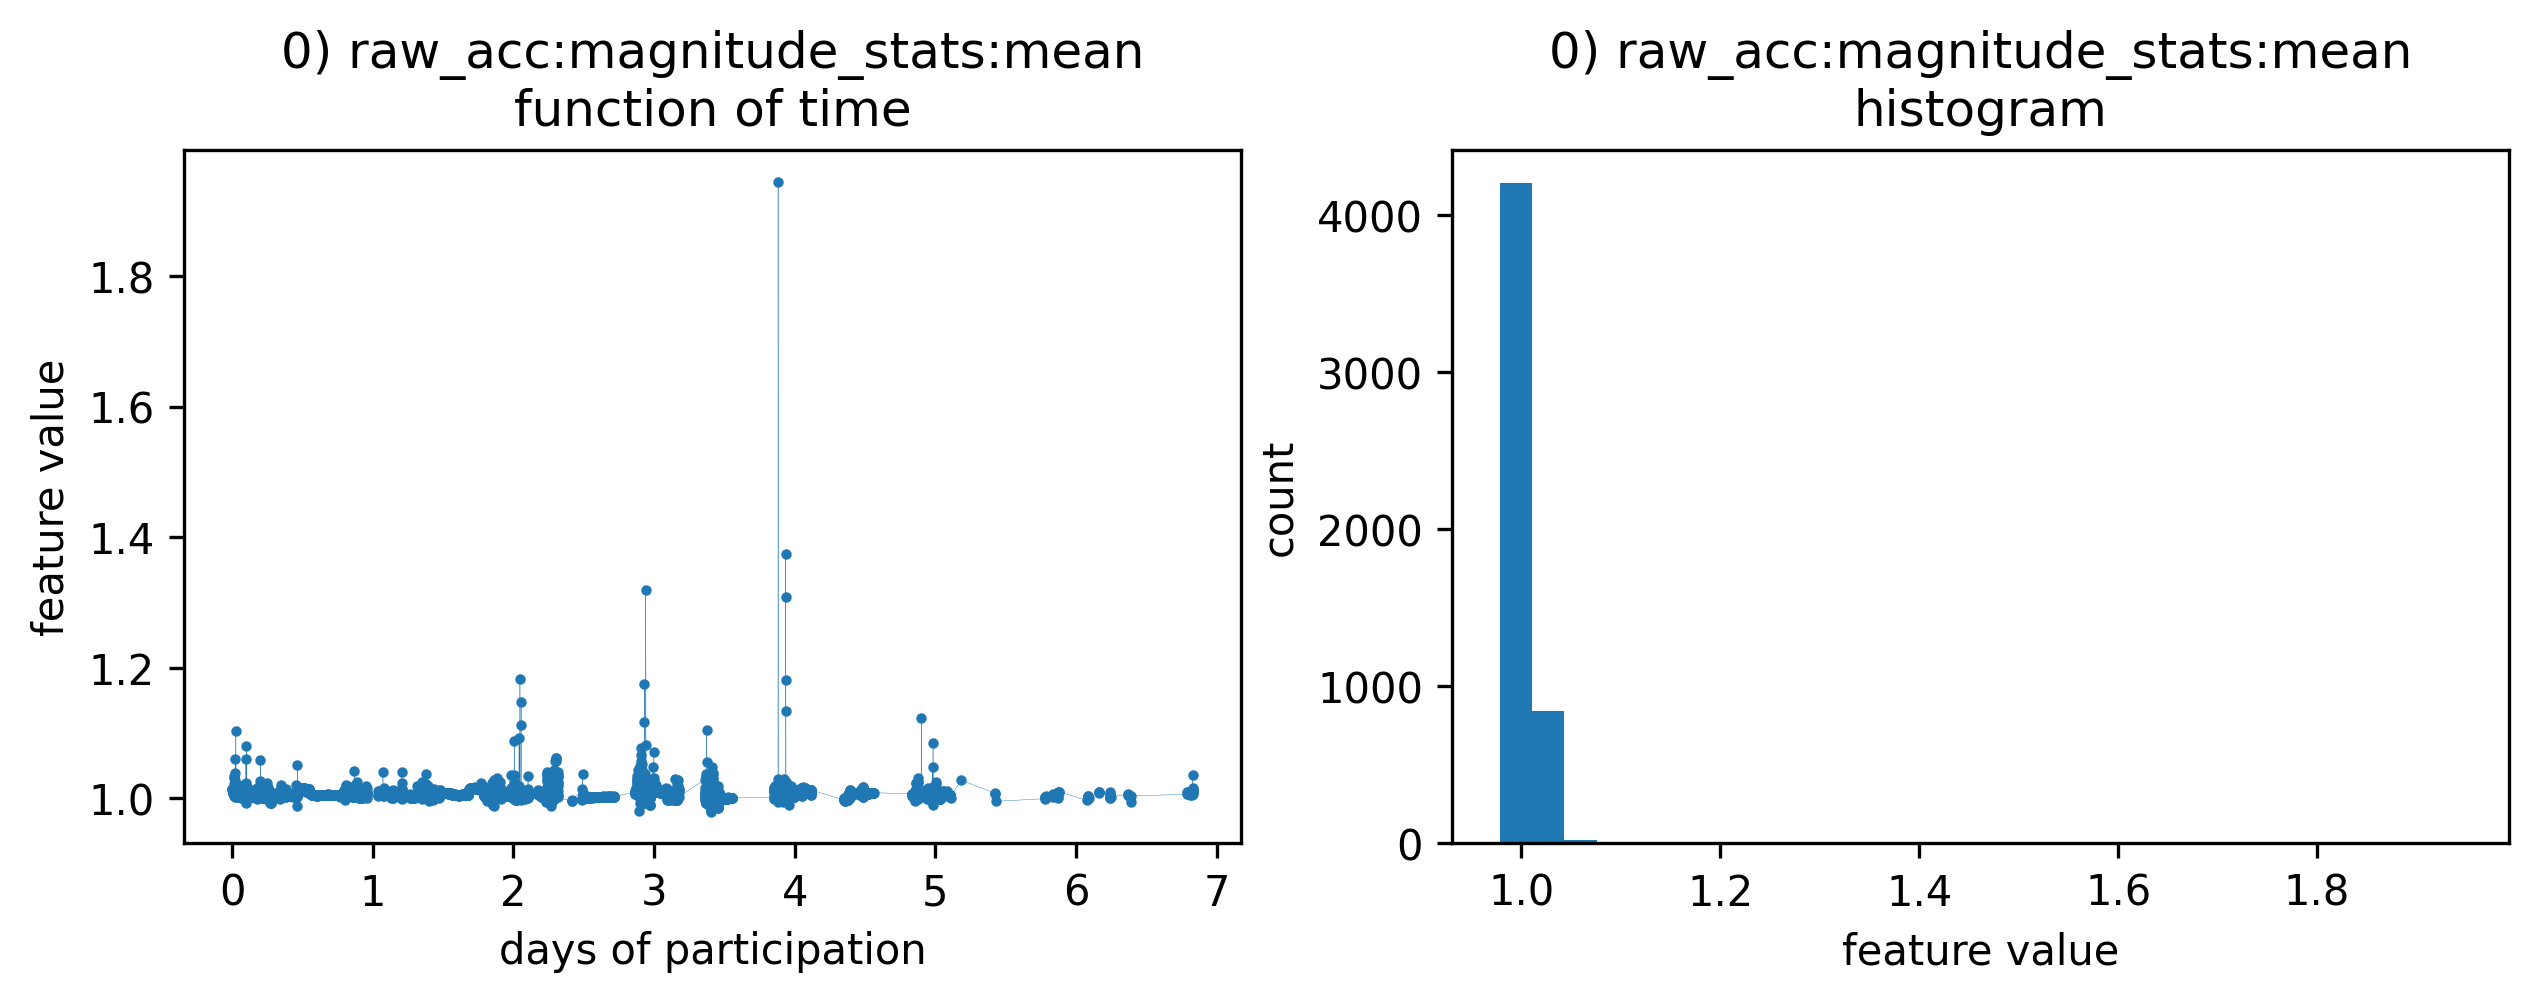 0) raw_acc:magnitude_stats:mean
function of time
feature value
1.8
1.6
1.4
1.2
1.0
0 1 2 3 4 5 6 7
days of participation
0) raw_acc:magnitude_stats:mean
histogram
count
4000
3000
2000
1000
0
1.0 1.2 1.4 1.6 1.8
feature value